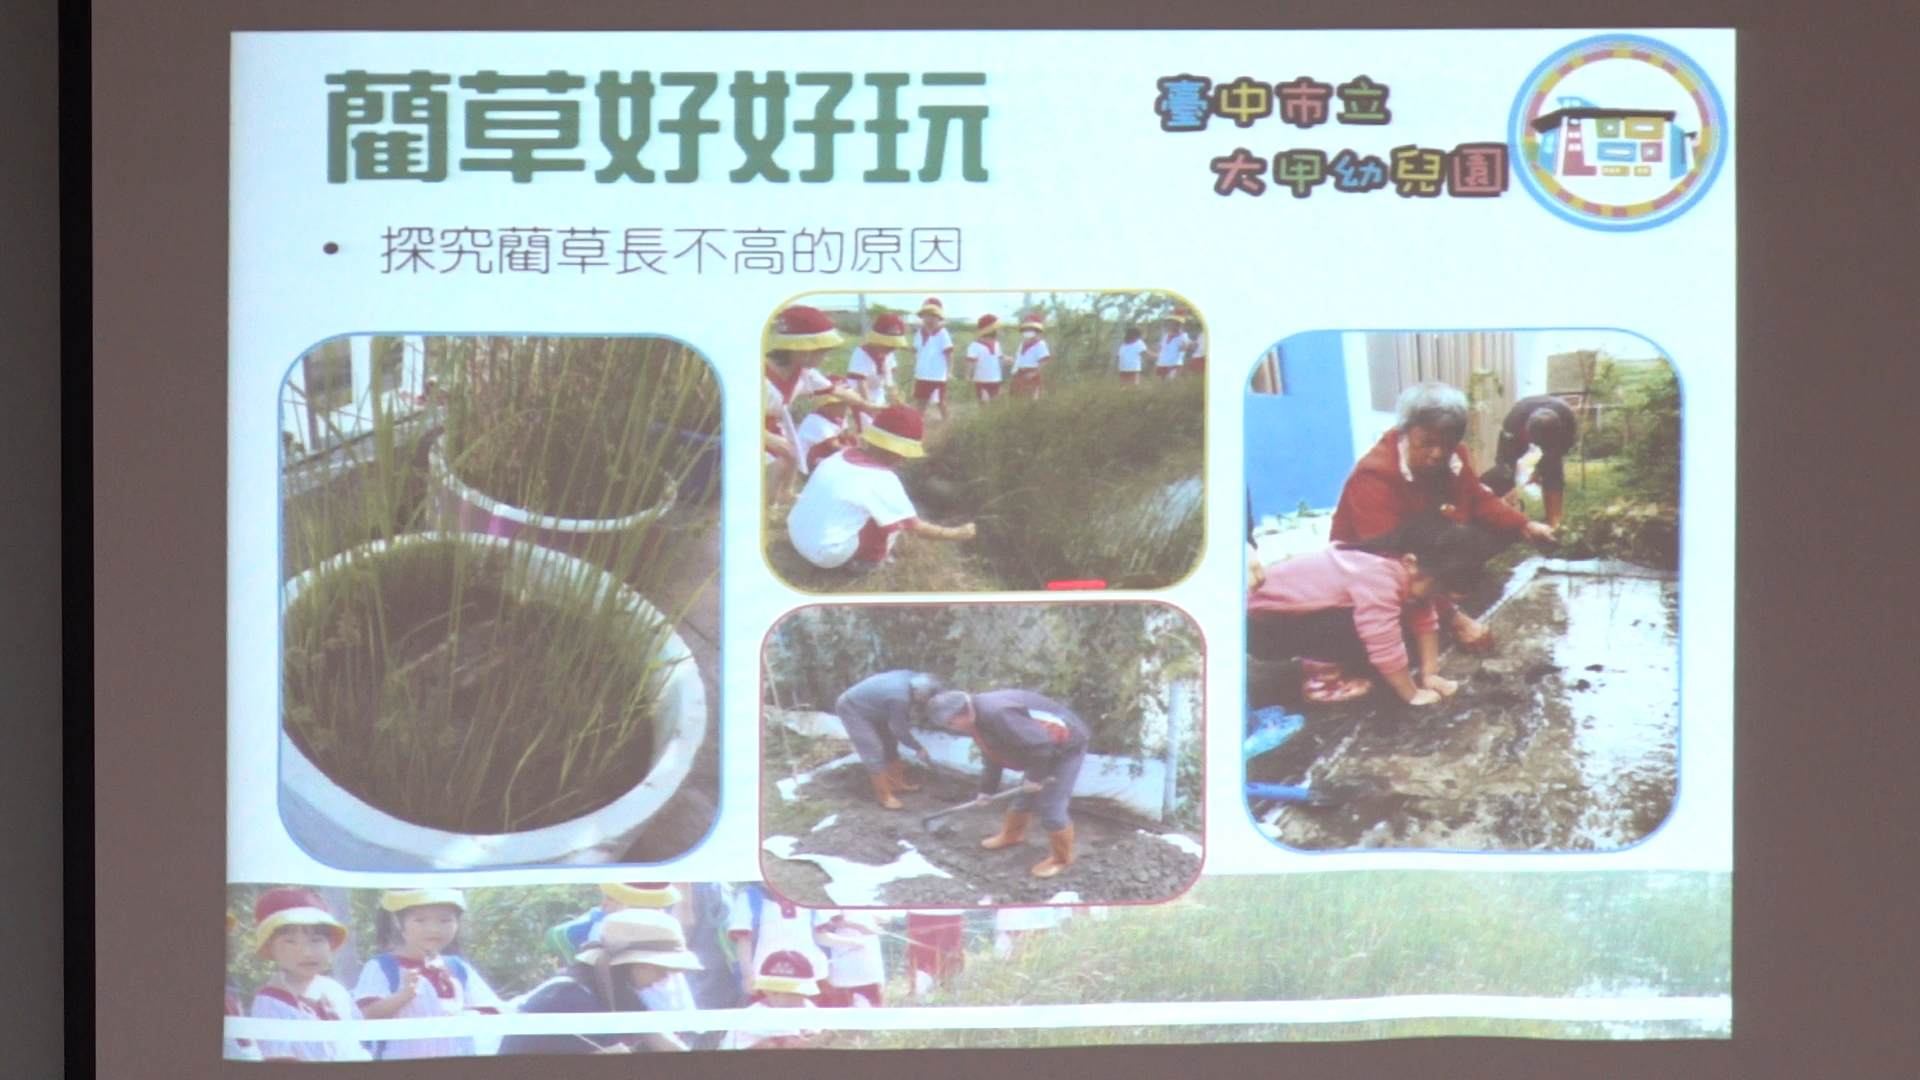 藺草好好玩
臺中市立
大甲幼兒園
• 探究藺草長不高的原因